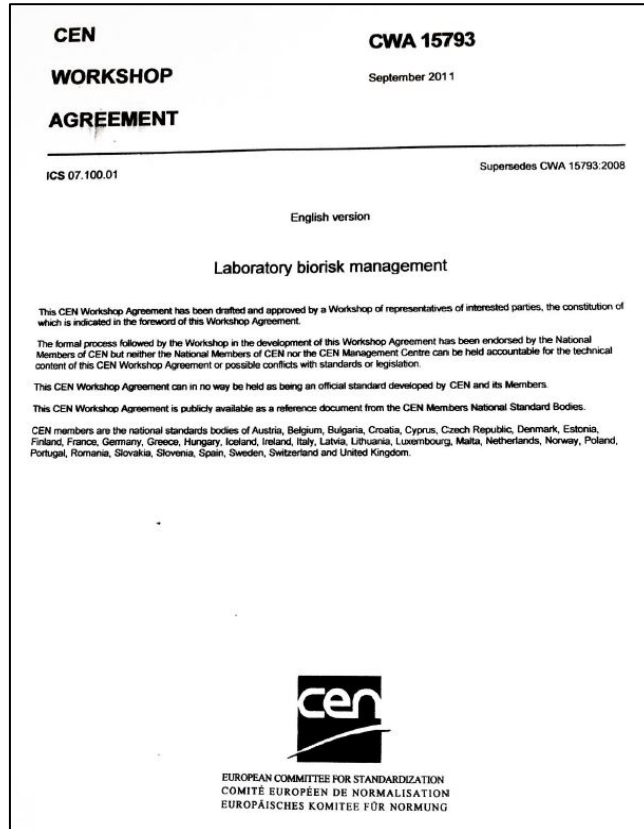 CEN
WORKSHOP
AGREEMENT
CWA 15793
September 2011
ICS 07.100.01
Supersedes CWA 15793:2008
English version
Laboratory biorisk management
This CEN Workshop Agreement has been drafted and approved by a Workshop of representatives of interested parties, the constitution of
which is indicated in the foreword of this Workshop Agreement.
The formal process followed by the Workshop in the development of this Workshop Agreement has been endorsed by the National
Members of CEN but neither the National Members of CEN nor the CEN Management Centre can be held accountable for the technical
content of this CEN Workshop Agreement or possible conflicts with standards or legislation.
This CEN Workshop Agreement can in no way be held as being an official standard developed by CEN and its Members.
This CEN Workshop Agreement is publicly available as a reference document from the CEN Members National Standard Bodies.
CEN members are the national standards bodies of Austria, Belgium, Bulgaria, Croatia, Cyprus, Czech Republic, Denmark, Estonia,
Finland, France, Germany, Greece, Hungary, Iceland, Ireland, Italy, Latvia, Lithuania, Luxembourg, Malta, Netherlands, Norway, Poland,
Portugal, Romania, Slovakia, Slovenia, Spain, Sweden, Switzerland and United Kingdom.
cen
EUROPEAN COMMITTEE FOR STANDARDIZATION
COMITÉ EUROPÉEN DE NORMALISATION
EUROPÄISCHES KOMITEE FÜR NORMUNG